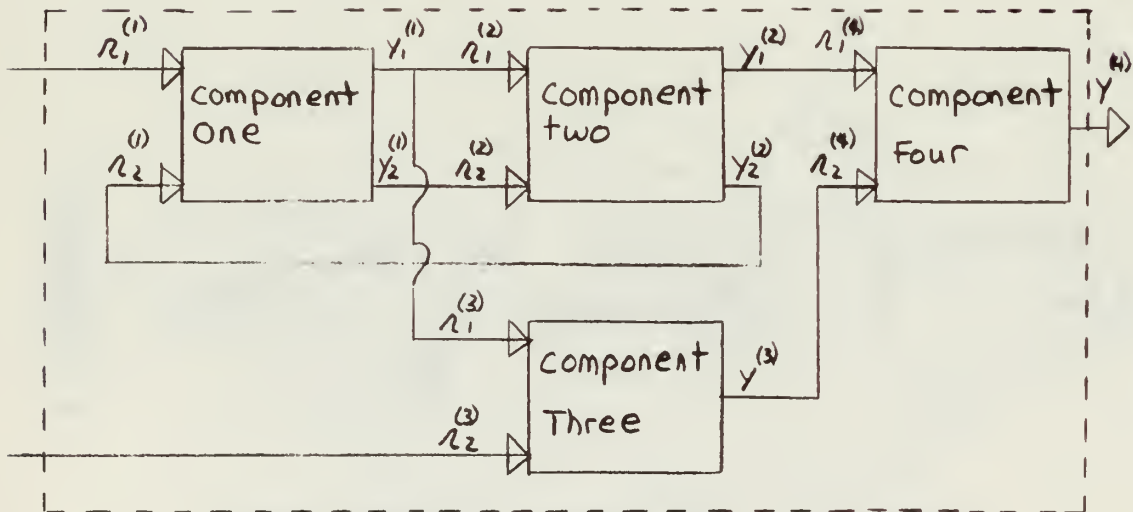 r₁⁽¹⁾
y₁⁽¹⁾
r₁⁽²⁾
y₁⁽²⁾
r₁⁽⁴⁾
y⁽⁴⁾
component
one
component
two
component
Four
r₂⁽¹⁾
y₂⁽¹⁾
r₂⁽²⁾
y₂⁽²⁾
r₂⁽⁴⁾
r₁⁽³⁾
component
Three
y⁽³⁾
r₂⁽³⁾